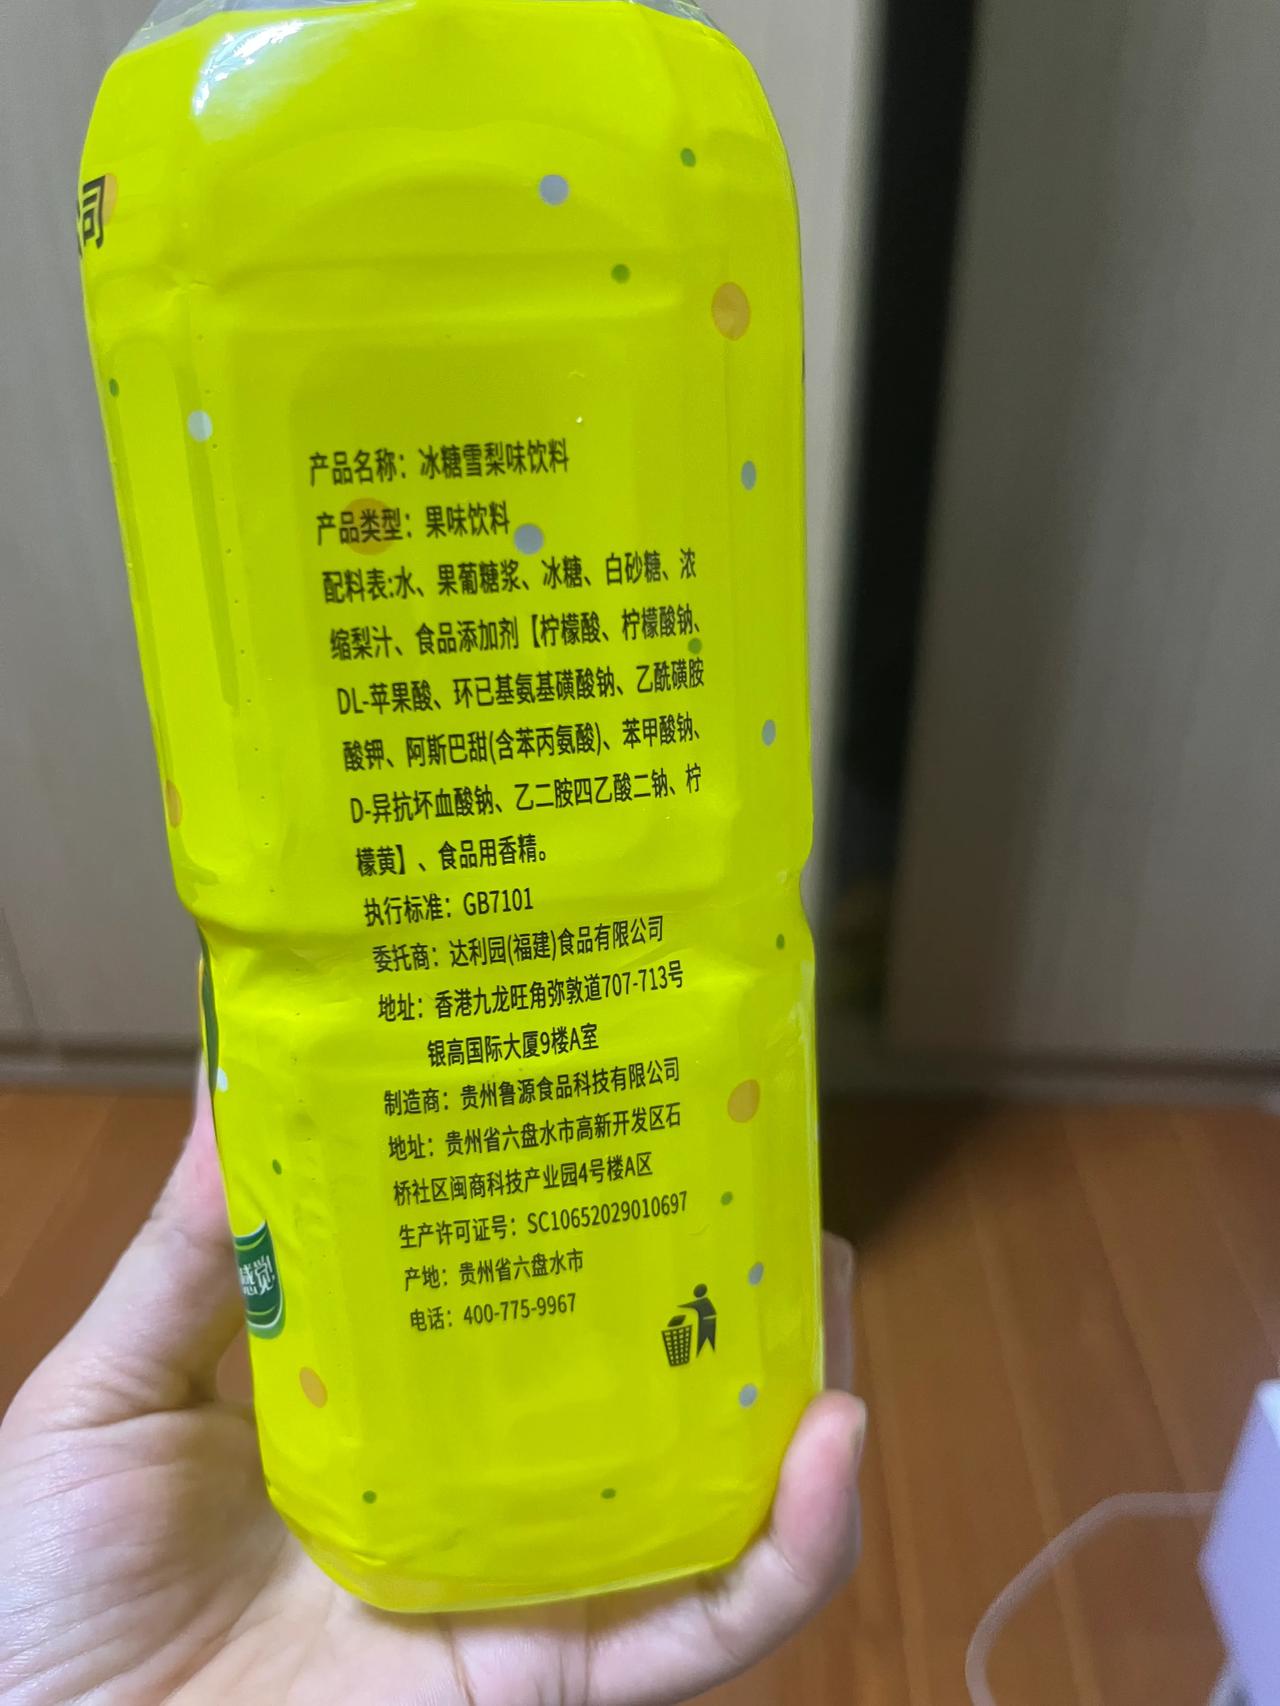 司
产品名称：冰糖雪梨味饮料
产品类型：果味饮料
配料表:水、果葡糖浆、冰糖、白砂糖、浓
缩梨汁、食品添加剂【柠檬酸、柠檬酸钠、
DL-苹果酸、环已基氨基磺酸钠、乙酰磺胺
酸钾、阿斯巴甜(含苯丙氨酸)、苯甲酸钠、
D-异抗坏血酸钠、乙二胺四乙酸二钠、柠
檬黄】、食品用香精。
执行标准：GB7101
委托商：达利园(福建)食品有限公司
地址：香港九龙旺角弥敦道707-713号
银高国际大厦9楼A室
制造商：贵州鲁源食品科技有限公司
地址：贵州省六盘水市高新开发区石
桥社区闽商科技产业园4号楼A区
生产许可证号：SC10652029010697
产地：贵州省六盘水市
电话：400-775-9967
感觉